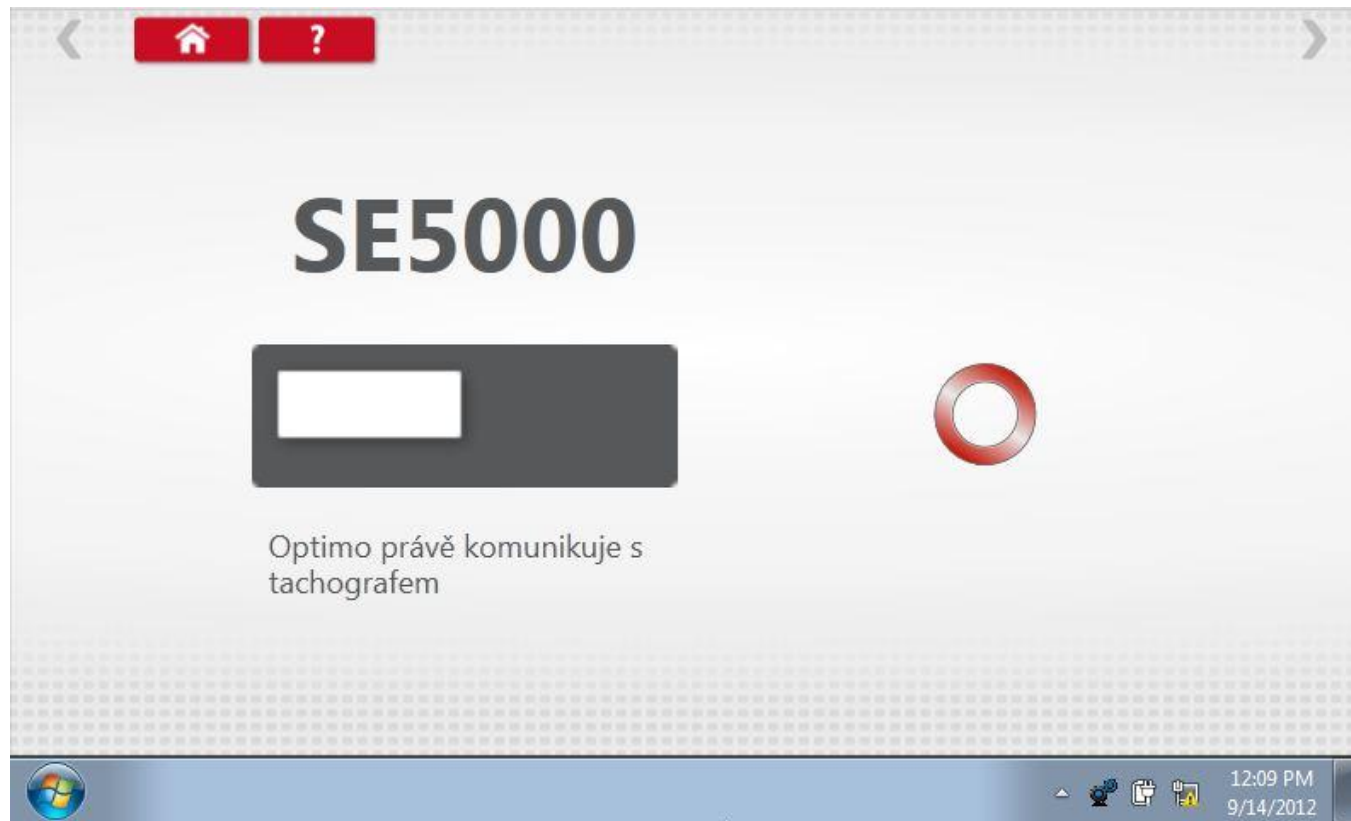 ?
SE5000
Optimo právě komunikuje s
tachografem
12:09 PM
9/14/2012